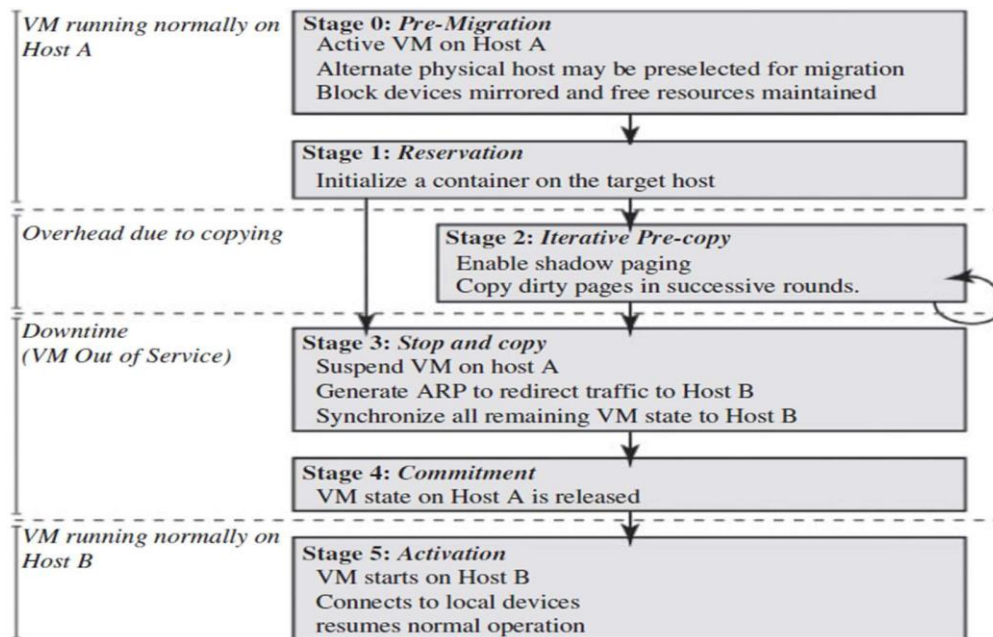 VM running normally on
Host A
Stage 0: Pre-Migration
Active VM on Host A
Alternate physical host may be preselected for migration
Block devices mirrored and free resources maintained
Stage 1: Reservation
Initialize a container on the target host
Overhead due to copying
Stage 2: Iterative Pre-copy
Enable shadow paging
Copy dirty pages in successive rounds.
Downtime
(VM Out of Service)
Stage 3: Stop and copy
Suspend VM on host A
Generate ARP to redirect traffic to Host B
Synchronize all remaining VM state to Host B
Stage 4: Commitment
VM state on Host A is released
VM running normally on
Host B
Stage 5: Activation
VM starts on Host B
Connects to local devices
resumes normal operation